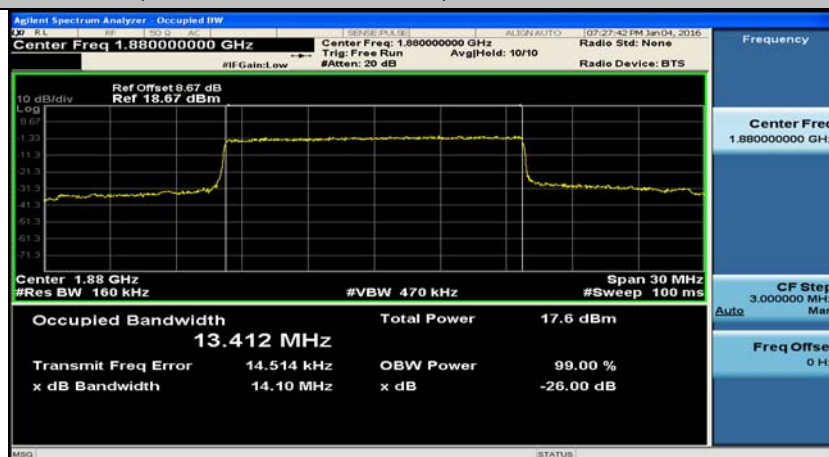 Agilent Spectrum Analyzer - Occupied BW
LXI RL RF 50 Ω AC SENSE:PULSE ALIGN AUTO 07:27:42 PM Jan 04, 2016
Center Freq 1.880000000 GHz Center Freq: 1.880000000 GHz Radio Std: None
Trig: Free Run Avg|Hold: 10/10
#IFGain:Low #Atten: 20 dB Radio Device: BTS
Ref Offset 8.67 dB
10 dB/div Ref 18.67 dBm
Log
8.67
-1.33
-11.3
-21.3
-31.3
-41.3
-51.3
-61.3
-71.3
Center 1.88 GHz Span 30 MHz
#Res BW 160 kHz #VBW 470 kHz #Sweep 100 ms
Occupied Bandwidth Total Power 17.6 dBm
13.412 MHz
Transmit Freq Error 14.514 kHz OBW Power 99.00 %
x dB Bandwidth 14.10 MHz x dB -26.00 dB
MSG STATUS
Frequency
Center Freq
1.880000000 GHz
CF Step
3.000000 MHz
Auto Man
Freq Offset
0 Hz